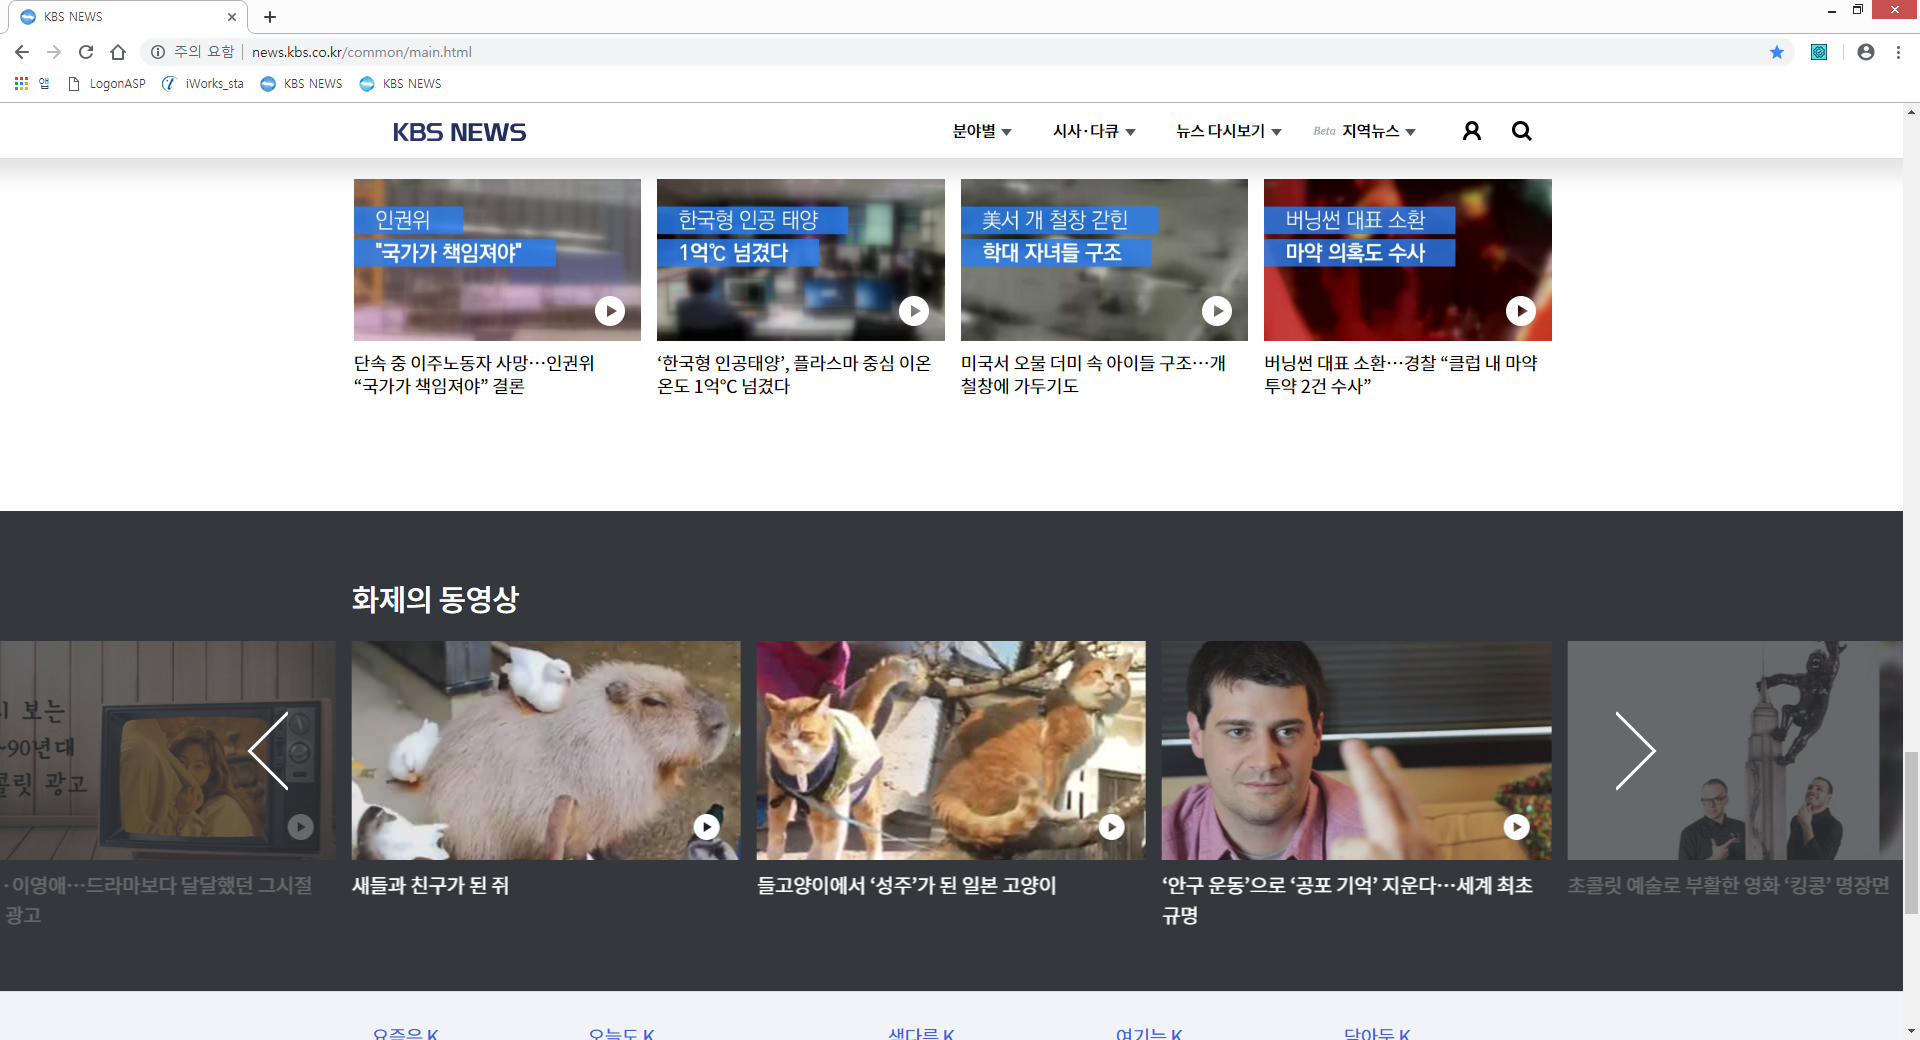 KBS NEWS
주의 요함
news.kbs.co.kr/common/main.html
앱
LogonASP
iWorks_sta
KBS NEWS
KBS NEWS
KBS NEWS
분야별
시사·다큐
뉴스 다시보기
Beta 지역뉴스
인권위
"국가가 책임져야"
단속 중 이주노동자 사망…인권위
“국가가 책임져야” 결론
한국형 인공 태양
1억℃ 넘겼다
‘한국형 인공태양’, 플라스마 중심 이온
온도 1억℃ 넘겼다
美서 개 철창 갇힌
학대 자녀들 구조
미국서 오물 더미 속 아이들 구조…개
철창에 가두기도
버닝썬 대표 소환
마약 의혹도 수사
버닝썬 대표 소환…경찰 “클럽 내 마약
투약 2건 수사”
화제의 동영상
시 보는
~90년대
콜릿 광고
·이영애…드라마보다 달달했던 그시절
광고
새들과 친구가 된 쥐
들고양이에서 ‘성주’가 된 일본 고양이
‘안구 운동’으로 ‘공포 기억’ 지운다…세계 최초
규명
초콜릿 예술로 부활한 영화 ‘킹콩’ 명장면
요즘은 K
오늘도 K
색다른 K
여기는 K
담아둔 K